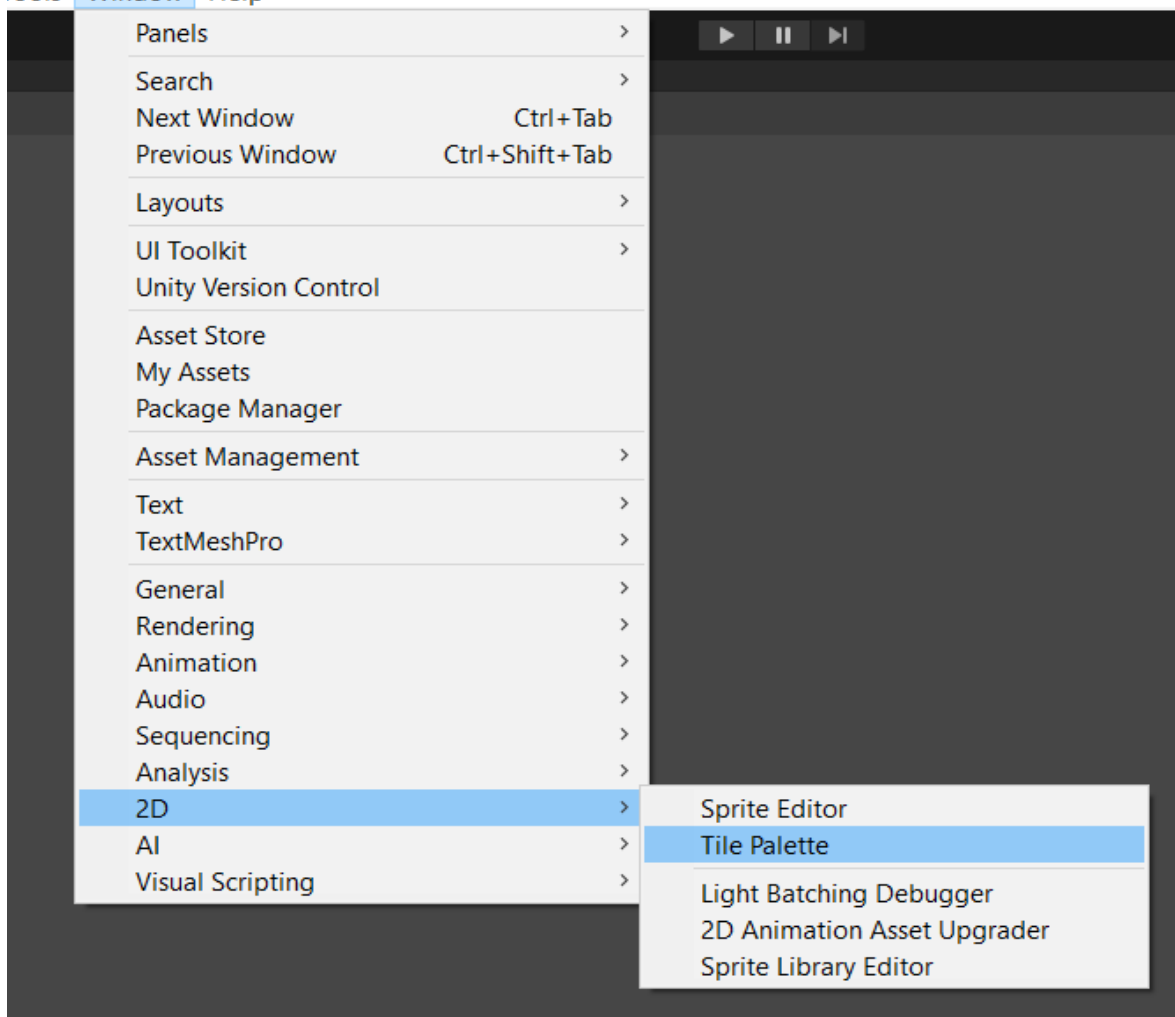 Window
Panels
Search
Next Window Ctrl+Tab
Previous Window Ctrl+Shift+Tab
Layouts
UI Toolkit
Unity Version Control
Asset Store
My Assets
Package Manager
Asset Management
Text
TextMeshPro
General
Rendering
Animation
Audio
Sequencing
Analysis
2D
AI
Visual Scripting
Sprite Editor
Tile Palette
Light Batching Debugger
2D Animation Asset Upgrader
Sprite Library Editor